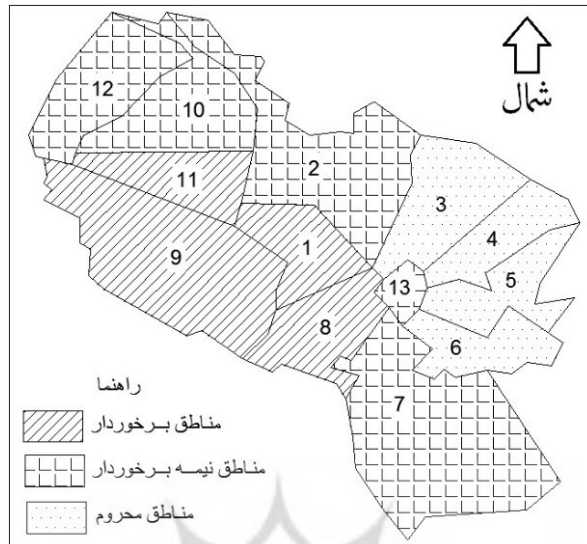 شمال
12
10
2
11
3
4
1
9
5
13
8
6
7
راهنما
مناطق برخوردار
مناطق نیمه برخوردار
مناطق محروم